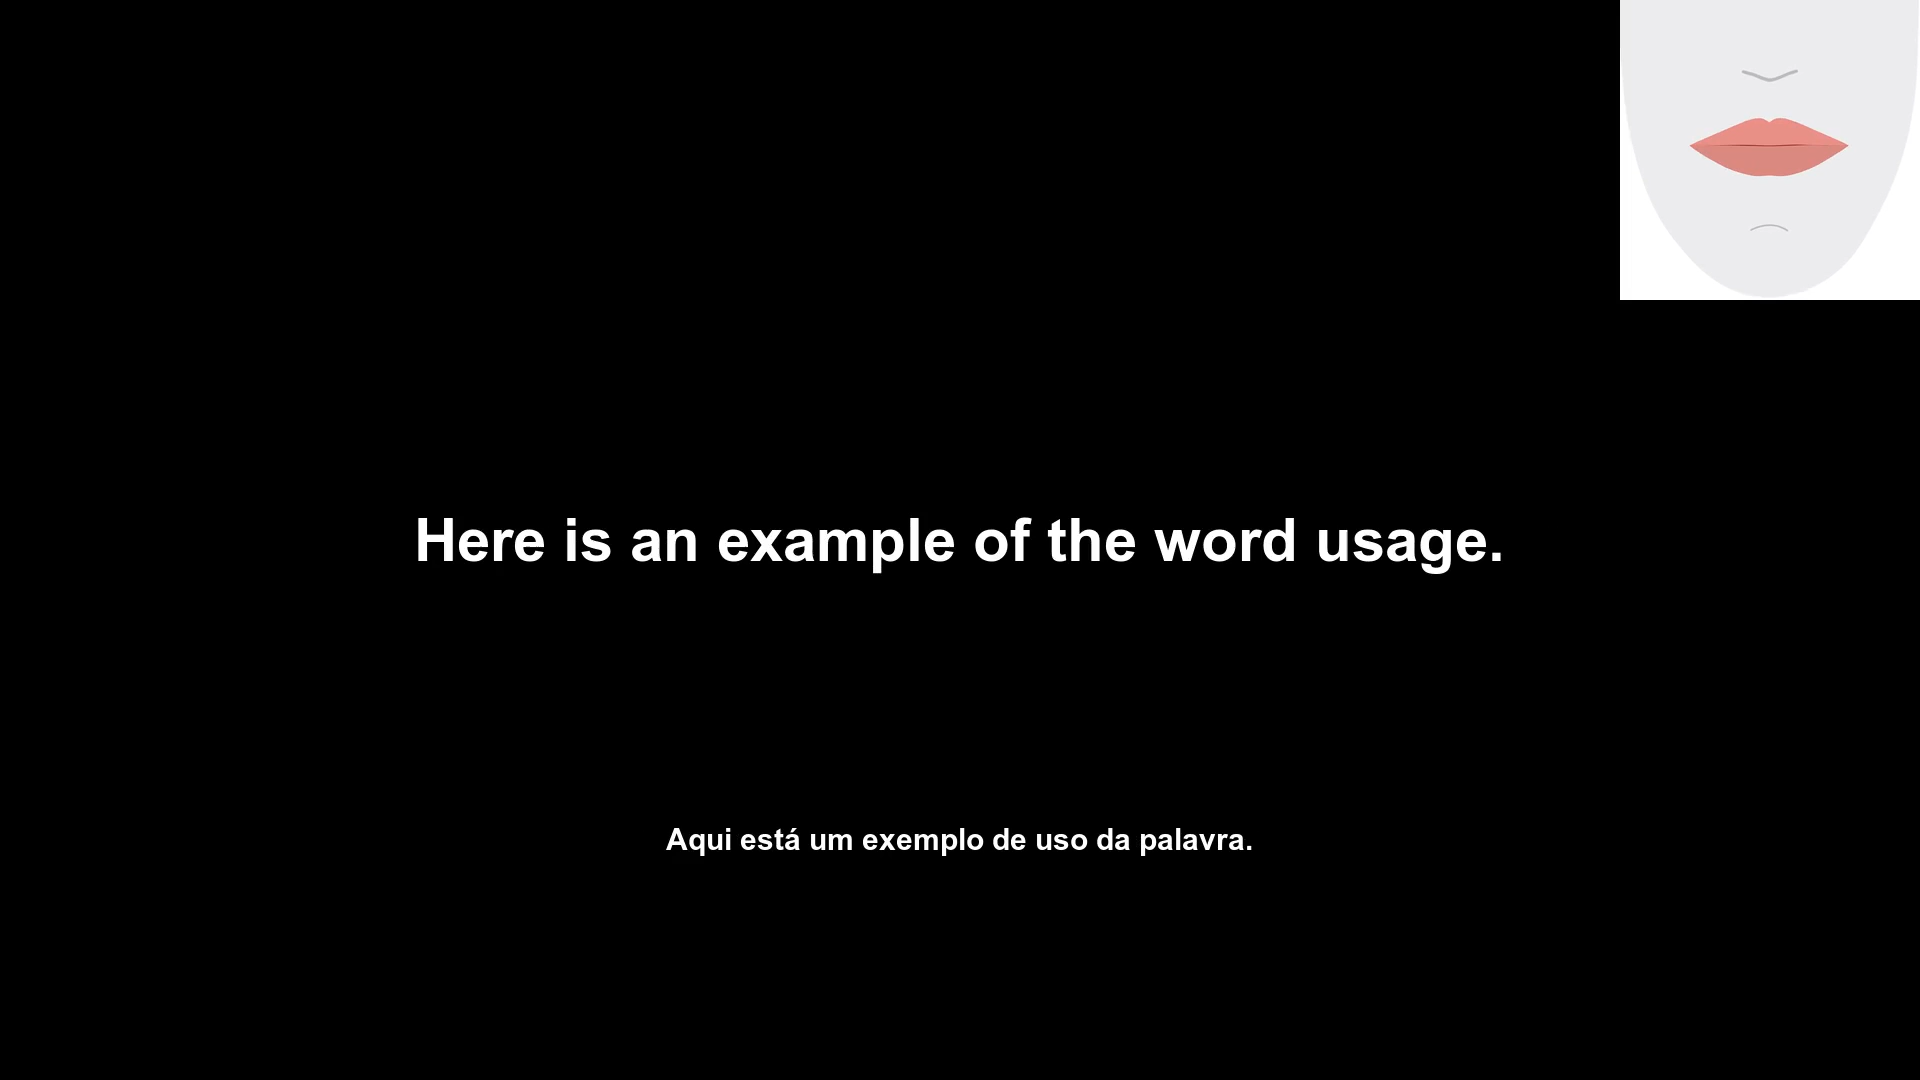 Here is an example of the word usage.
Aqui está um exemplo de uso da palavra.